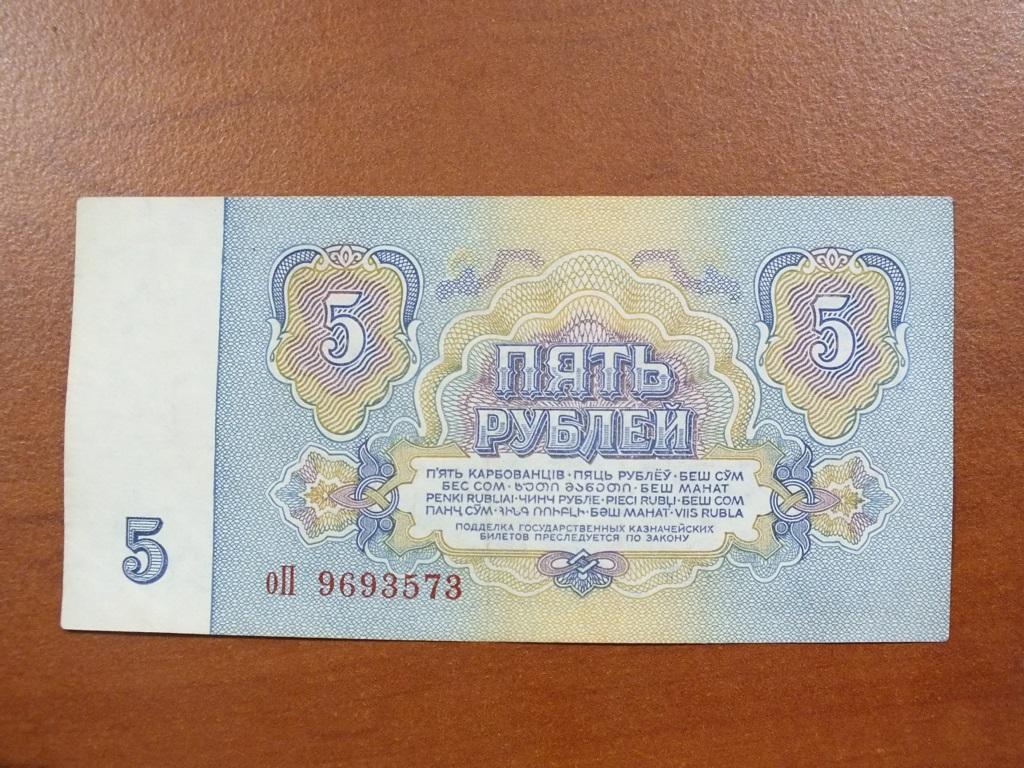 5
5
ПЯТЬ
РУБЛЕЙ
П'ЯТЬ КАРБОВАНЦІВ · ПЯЦЬ РУБЛЁЎ · БЕШ СЎМ
БЕС СОМ · ხუთი მანეთი · БЕШ МАНАТ
PENKI RUBLIAI · ЧИНЧ РУБЛЕ · PIECI RUBĻI · БЕШ СОМ
ПАНҶ СЎМ · ՀԻՆԳ ՌՈՒԲԼԻ · БӘШ МАНАТ · VIIS RUBLA
ПОДДЕЛКА ГОСУДАРСТВЕННЫХ КАЗНАЧЕЙСКИХ
БИЛЕТОВ ПРЕСЛЕДУЕТСЯ ПО ЗАКОНУ
5
оП 9693573